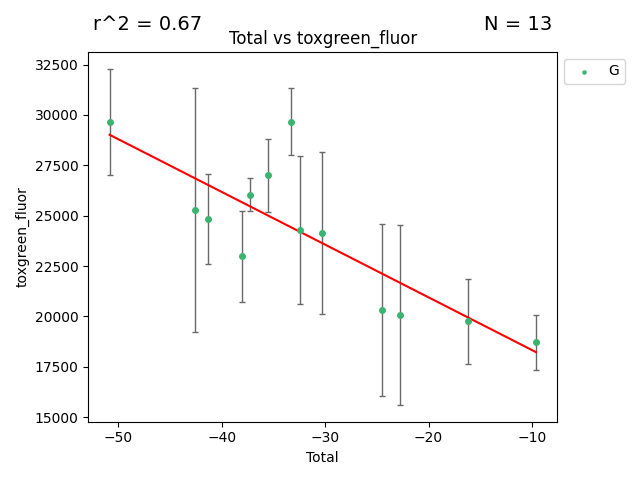 r^2 = 0.67
N = 13
Total vs toxgreen_fluor
G
32500
30000
27500
25000
22500
20000
17500
15000
toxgreen_fluor
−50
−40
−30
−20
−10
Total